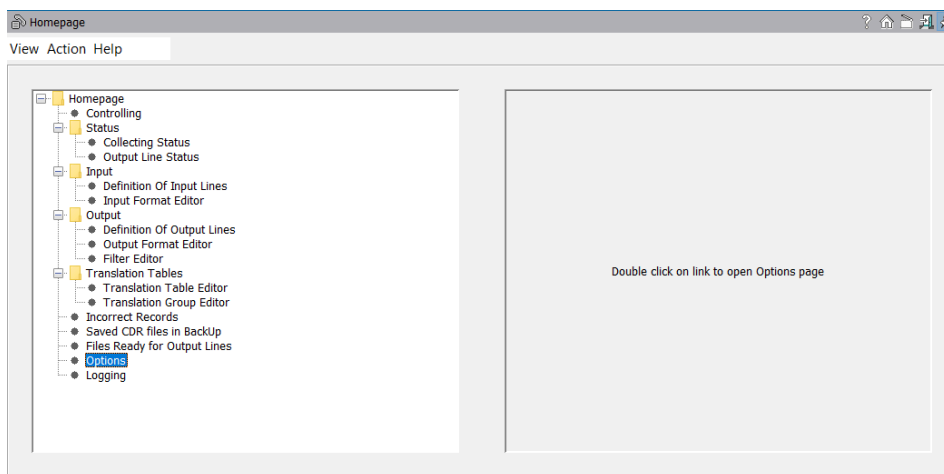 Homepage
?
View Action Help
Homepage
Controlling
Status
Collecting Status
Output Line Status
Input
Definition Of Input Lines
Input Format Editor
Output
Definition Of Output Lines
Output Format Editor
Filter Editor
Translation Tables
Translation Table Editor
Translation Group Editor
Incorrect Records
Saved CDR files in BackUp
Files Ready for Output Lines
Options
Logging
Double click on link to open Options page